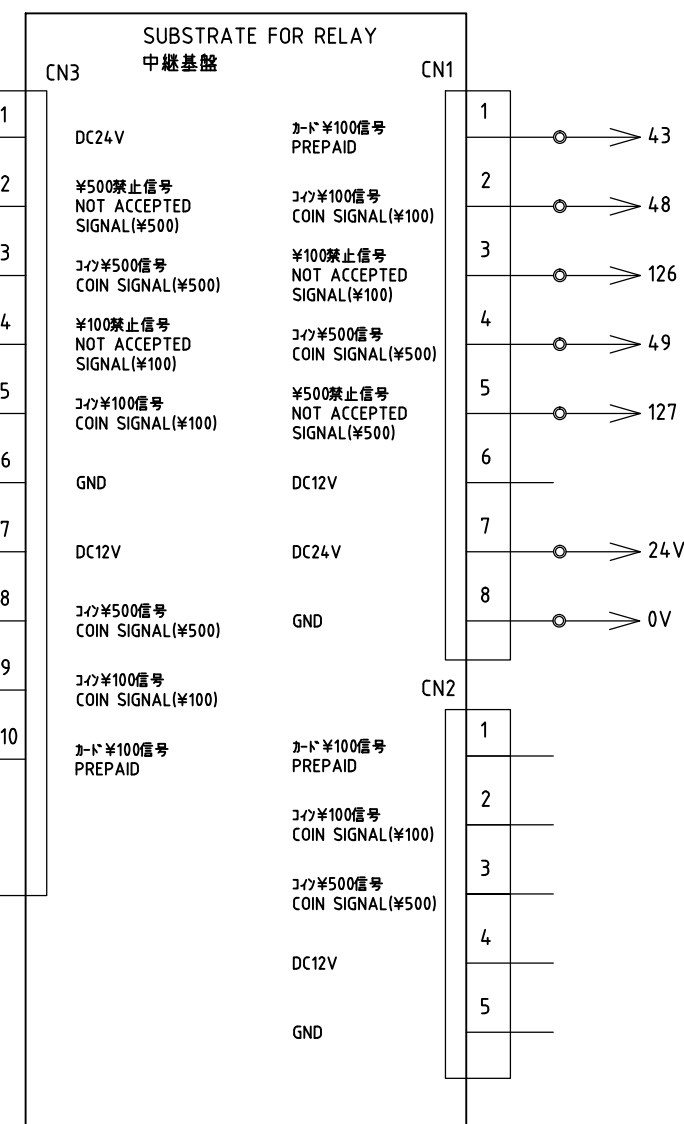 SUBSTRATE FOR RELAY
中継基盤
CN3
1
DC24V
2
¥500禁止信号
NOT ACCEPTED
SIGNAL(¥500)
3
コイン¥500信号
COIN SIGNAL(¥500)
4
¥100禁止信号
NOT ACCEPTED
SIGNAL(¥100)
5
コイン¥100信号
COIN SIGNAL(¥100)
6
GND
7
DC12V
8
コイン¥500信号
COIN SIGNAL(¥500)
9
コイン¥100信号
COIN SIGNAL(¥100)
10
カード¥100信号
PREPAID
CN1
カード¥100信号
PREPAID
1
43
コイン¥100信号
COIN SIGNAL(¥100)
2
48
¥100禁止信号
NOT ACCEPTED
SIGNAL(¥100)
3
126
コイン¥500信号
COIN SIGNAL(¥500)
4
49
¥500禁止信号
NOT ACCEPTED
SIGNAL(¥500)
5
127
DC12V
6
DC24V
7
24V
GND
8
0V
CN2
カード¥100信号
PREPAID
1
コイン¥100信号
COIN SIGNAL(¥100)
2
コイン¥500信号
COIN SIGNAL(¥500)
3
DC12V
4
GND
5